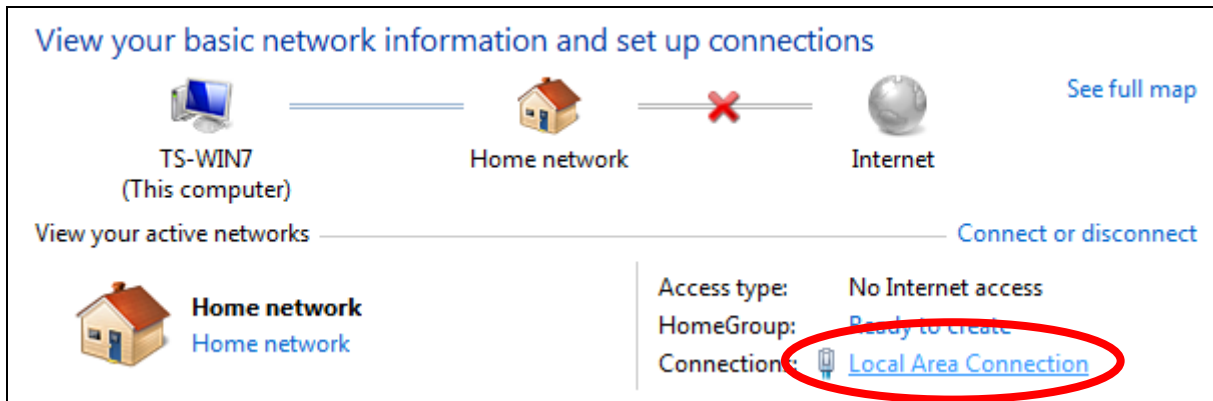 View your basic network information and set up connections
See full map
TS-WIN7
(This computer)
Home network
Internet
View your active networks
Connect or disconnect
Home network
Home network
Access type: No Internet access
HomeGroup: Ready to create
Connections: Local Area Connection